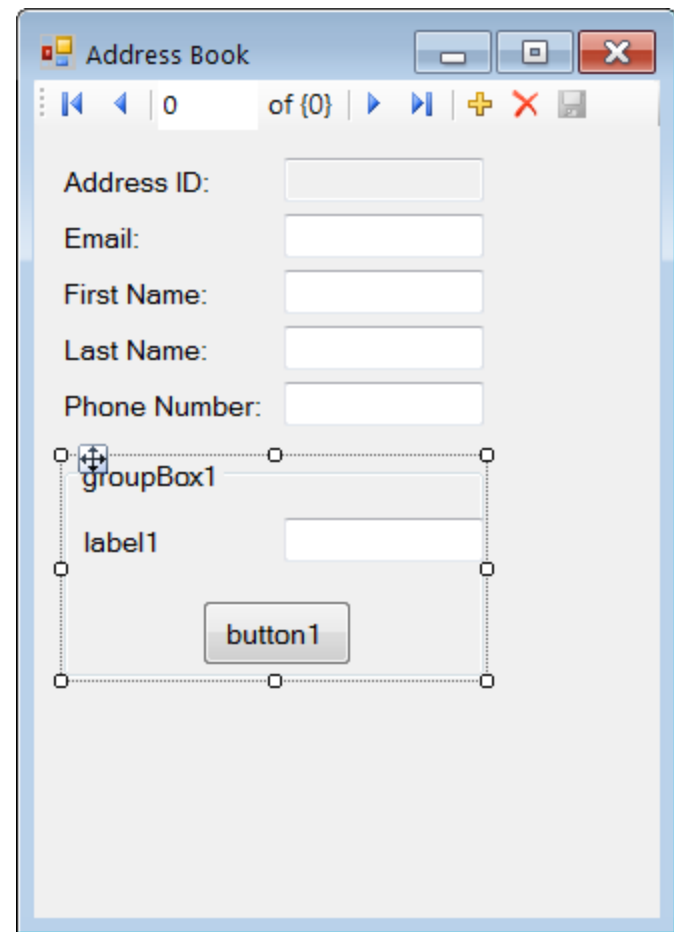 Address Book
0 of {0}
Address ID:
Email:
First Name:
Last Name:
Phone Number:
groupBox1
label1
button1